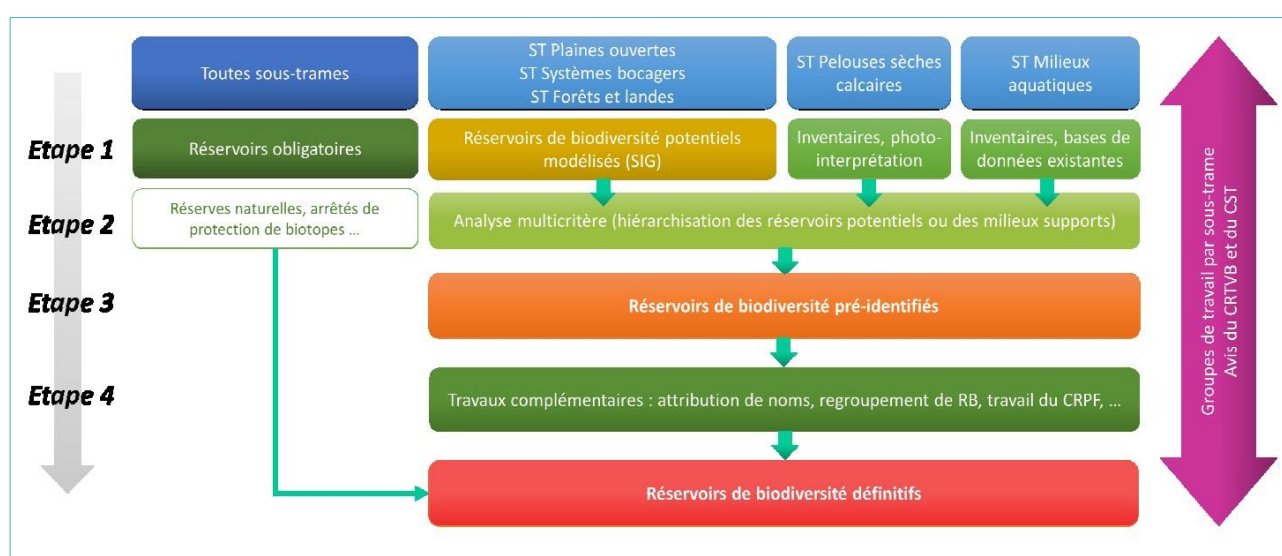 Toutes sous-trames
ST Plaines ouvertes
ST Systèmes bocagers
ST Forêts et landes
ST Pelouses sèches
calcaires
ST Milieux
aquatiques
Etape 1
Réservoirs obligatoires
Réservoirs de biodiversité potentiels
modélisés (SIG)
Inventaires, photo-
interprétation
Inventaires, bases de
données existantes
Etape 2
Réserves naturelles, arrêtés de
protection de biotopes ...
Analyse multicritère (hiérarchisation des réservoirs potentiels ou des milieux supports)
Etape 3
Réservoirs de biodiversité pré-identifiés
Etape 4
Travaux complémentaires : attribution de noms, regroupement de RB, travail du CRPF, ...
Réservoirs de biodiversité définitifs
Groupes de travail par sous-trame
Avis du CRTVB et du CST